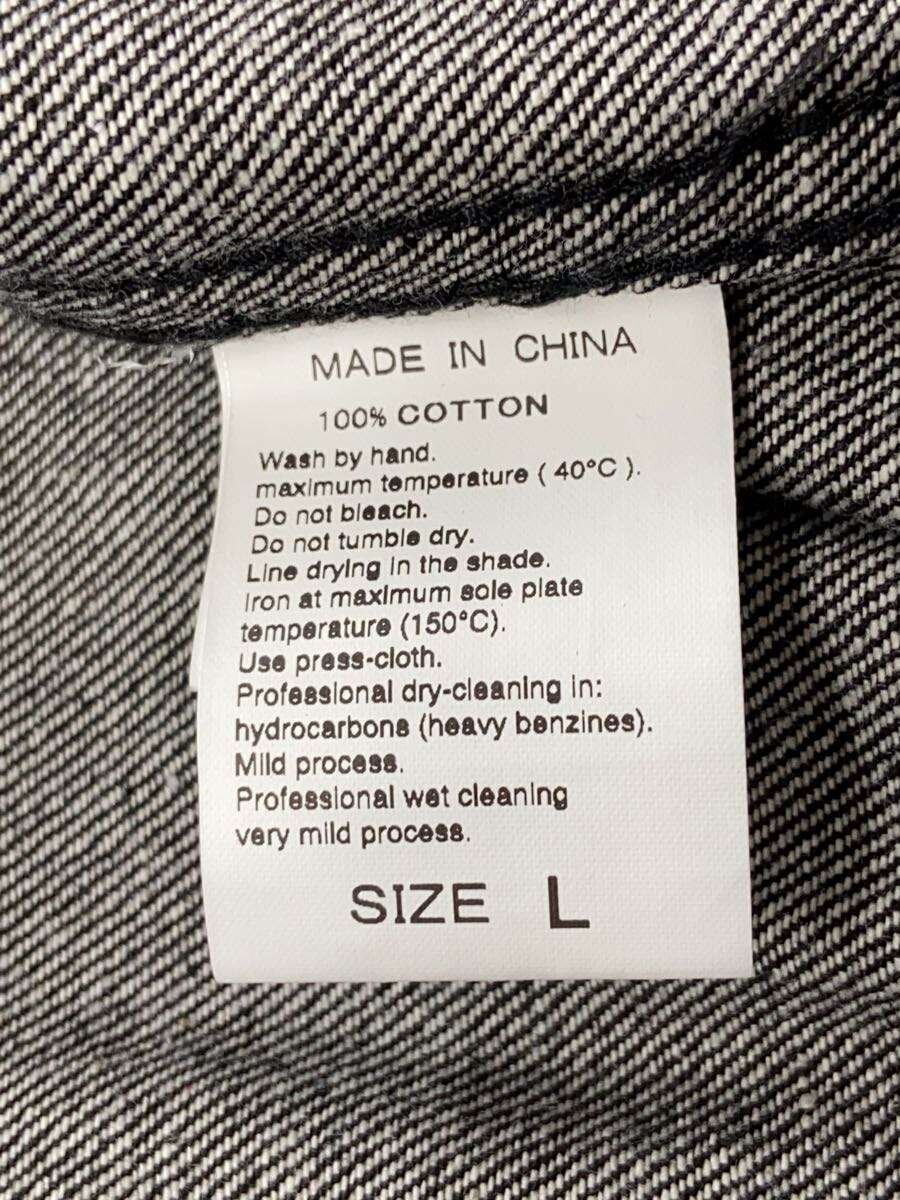 MADE IN CHINA
100% COTTON
Wash by hand.
maximum temperature ( 40°C ).
Do not bleach.
Do not tumble dry.
Line drying in the shade.
Iron at maximum sole plate
temperature (150°C).
Use press-cloth.
Professional dry-cleaning in:
hydrocarbons (heavy benzines).
Mild process.
Professional wet cleaning
very mild process.
SIZE L